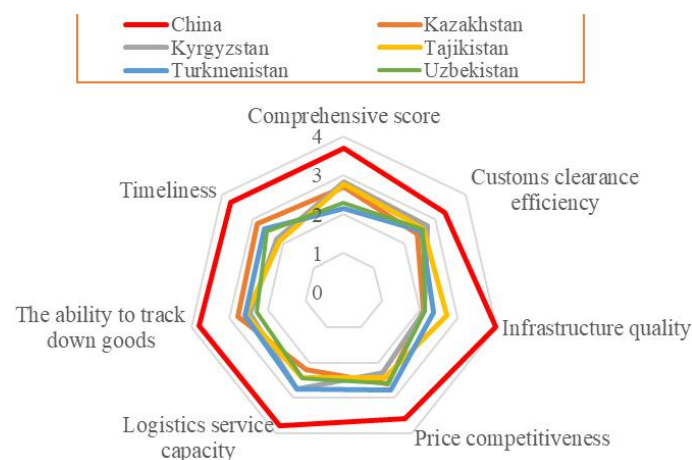 China
Kazakhstan
Kyrgyzstan
Tajikistan
Turkmenistan
Uzbekistan
Comprehensive score
4
3
2
1
0
Customs clearance
efficiency
Infrastructure quality
Price competitiveness
Logistics service
capacity
The ability to track
down goods
Timeliness